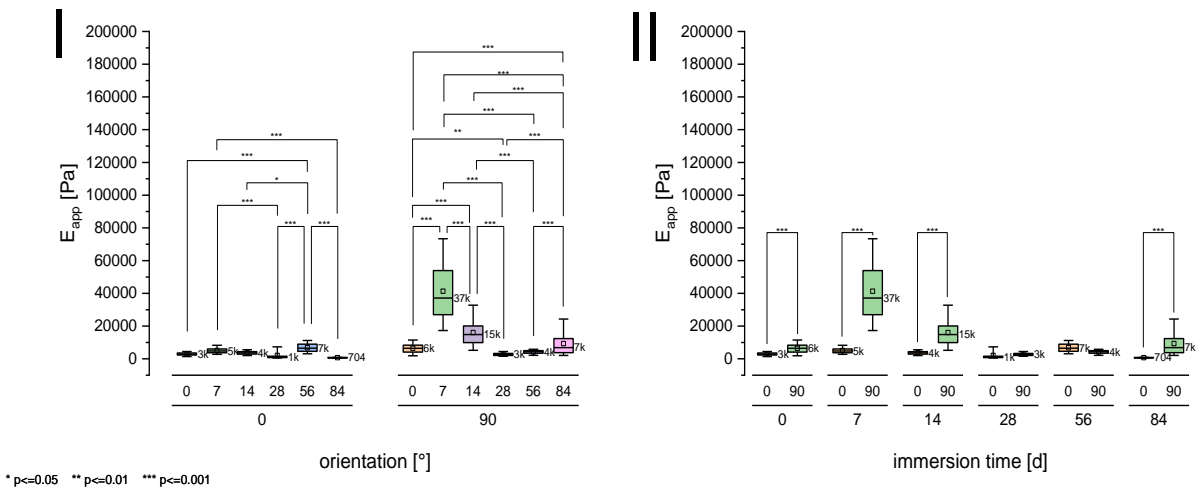 I
II
200000
180000
160000
140000
120000
100000
80000
60000
40000
20000
0
E_app [Pa]
***
***
***
***
** ***
*** ***
*** ***
* ***
*** ***
*** *** *** *** *** ***
3k 5k 4k 1k 7k 704
6k 37k 15k 3k 4k 7k
0 7 14 28 56 84
0 7 14 28 56 84
0 90
orientation [°]
200000
180000
160000
140000
120000
100000
80000
60000
40000
20000
0
E_app [Pa]
*** *** *** ***
3k 6k 5k 37k 4k 15k 1k 3k 7k 4k 704 7k
0 90 0 90 0 90 0 90 0 90 0 90
0 7 14 28 56 84
immersion time [d]
* p<=0.05 ** p<=0.01 *** p<=0.001